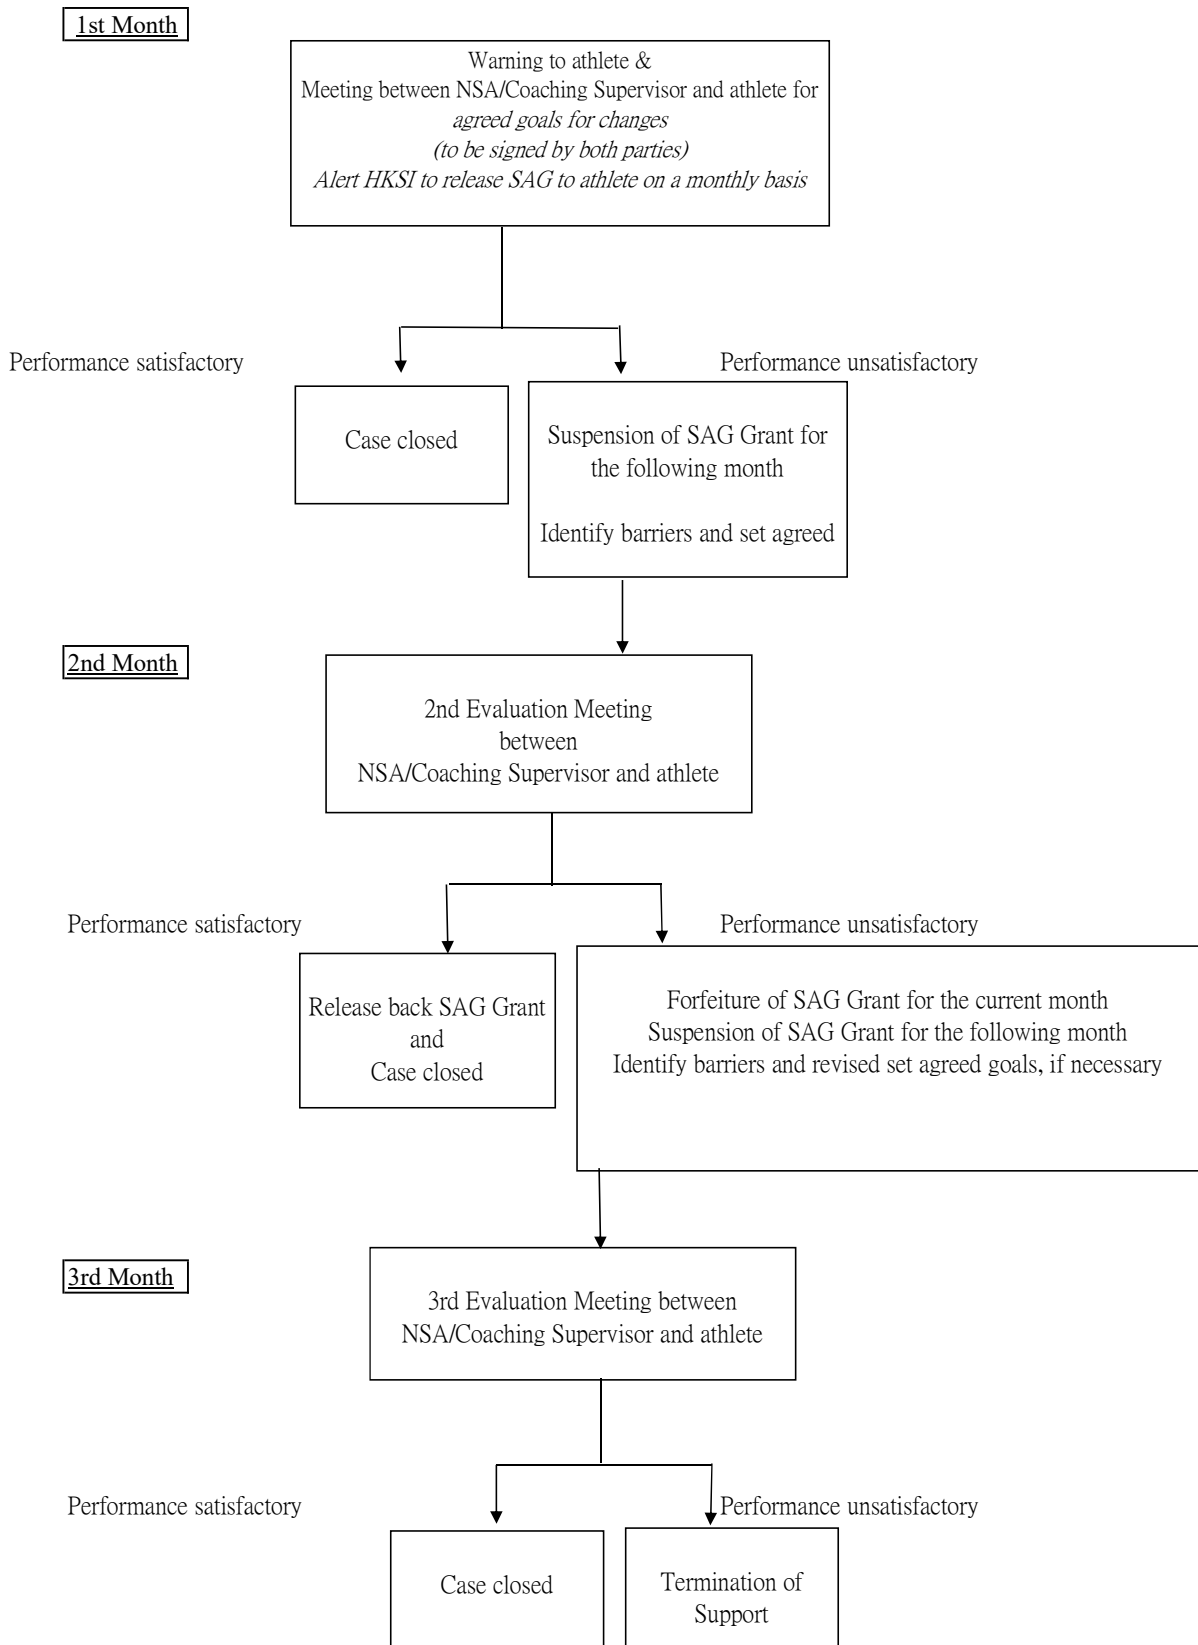 1st Month
Warning to athlete &
Meeting between NSA/Coaching Supervisor and athlete for
agreed goals for changes
(to be signed by both parties)
Alert HKSI to release SAG to athlete on a monthly basis
Performance satisfactory
Performance unsatisfactory
Case closed
Suspension of SAG Grant for
the following month
Identify barriers and set agreed
2nd Month
2nd Evaluation Meeting
between
NSA/Coaching Supervisor and athlete
Performance satisfactory
Performance unsatisfactory
Release back SAG Grant
and
Case closed
Forfeiture of SAG Grant for the current month
Suspension of SAG Grant for the following month
Identify barriers and revised set agreed goals, if necessary
3rd Month
3rd Evaluation Meeting between
NSA/Coaching Supervisor and athlete
Performance satisfactory
Performance unsatisfactory
Case closed
Termination of
Support